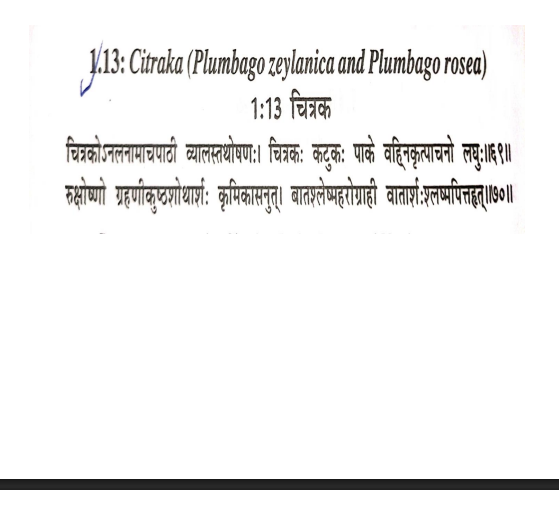 1.13: Citraka (Plumbago zeylanica and Plumbago rosea)
1:13 चित्रक
चित्रकोऽनलनामाचपाठी व्यालस्तथोषणः। चित्रकः कटुकः पाके वह्निकृत्पाचनो लघुः॥६९॥
रुक्षोष्णो ग्रहणीकुष्ठशोथार्शः कृमिकासनुत्। वातश्लेष्महरोग्राही वातार्शःश्लष्मपित्तहृत्॥७०॥